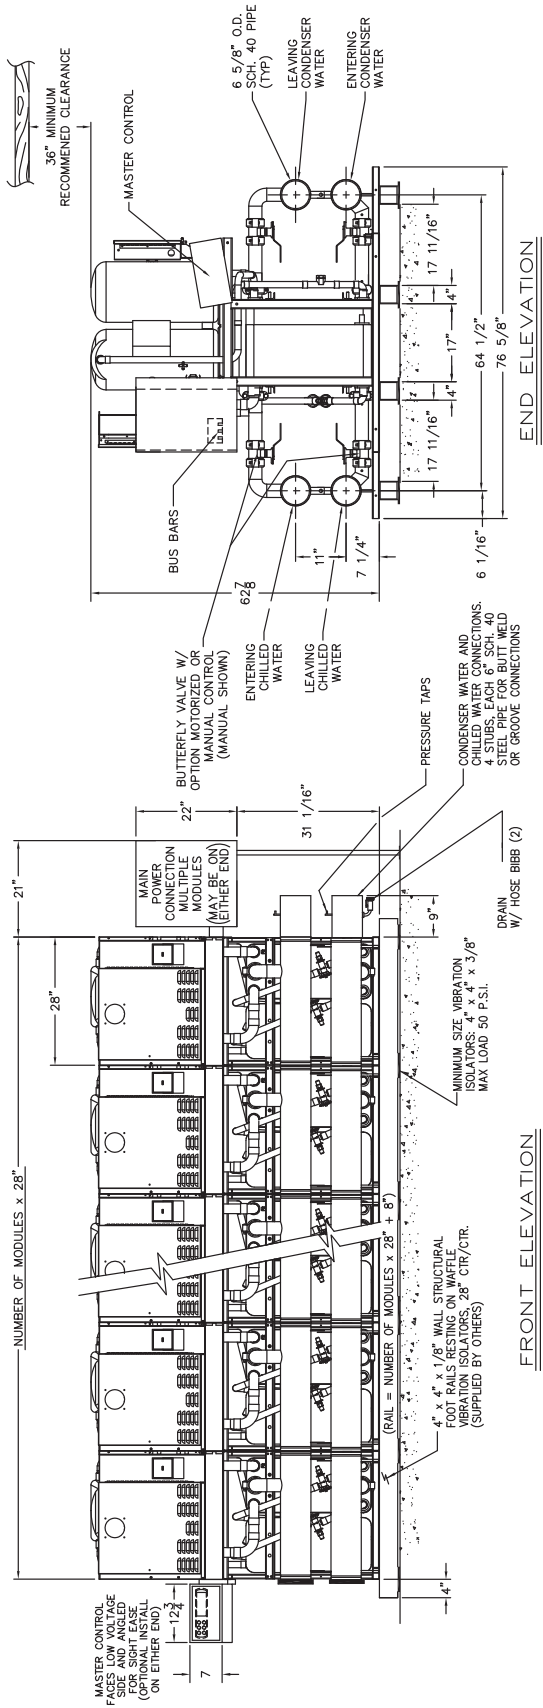 MASTER CONTROL
FACES LOW VOLTAGE
SIDE AND ANGLED
FOR SIGHT EASE
(OPTIONAL INSTALL
ON EITHER END)
12 3/4
7
4"
NUMBER OF MODULES x 28"
28"
21"
MAIN
POWER
CONNECTION
MULTIPLE
MODULES
(MAY BE ON
EITHER END)
22"
31 1/16"
9"
(RAIL = NUMBER OF MODULES x 28" + 8")
4" x 4" x 1/8" WALL STRUCTURAL
FOOT RAILS RESTING ON WAFFLE
VIBRATION ISOLATORS, 28" CTR/CTR.
(SUPPLIED BY OTHERS)
MINIMUM SIZE VIBRATION
ISOLATORS: 4" x 4" x 3/8"
MAX LOAD 50 P.S.I.
DRAIN
W/ HOSE BIBB (2)
PRESSURE TAPS
CONDENSER WATER AND
CHILLED WATER CONNECTIONS.
4 STUBS, EACH 6" SCH. 40
STEEL PIPE FOR BUTT WELD
OR GROOVE CONNECTIONS
FRONT ELEVATION
BUTTERFLY VALVE W/
OPTION MOTORIZED OR
MANUAL CONTROL
(MANUAL SHOWN)
ENTERING
CHILLED
WATER
LEAVING
CHILLED
WATER
BUS BARS
62 7/8
11"
7 1/4"
6 1/16"
17 11/16"
4"
17"
4"
17 11/16"
64 1/2"
76 5/8"
36" MINIMUM
RECOMMENED CLEARANCE
MASTER CONTROL
6 5/8" O.D.
SCH. 40 PIPE
(TYP)
LEAVING
CONDENSER
WATER
ENTERING
CONDENSER
WATER
END ELEVATION